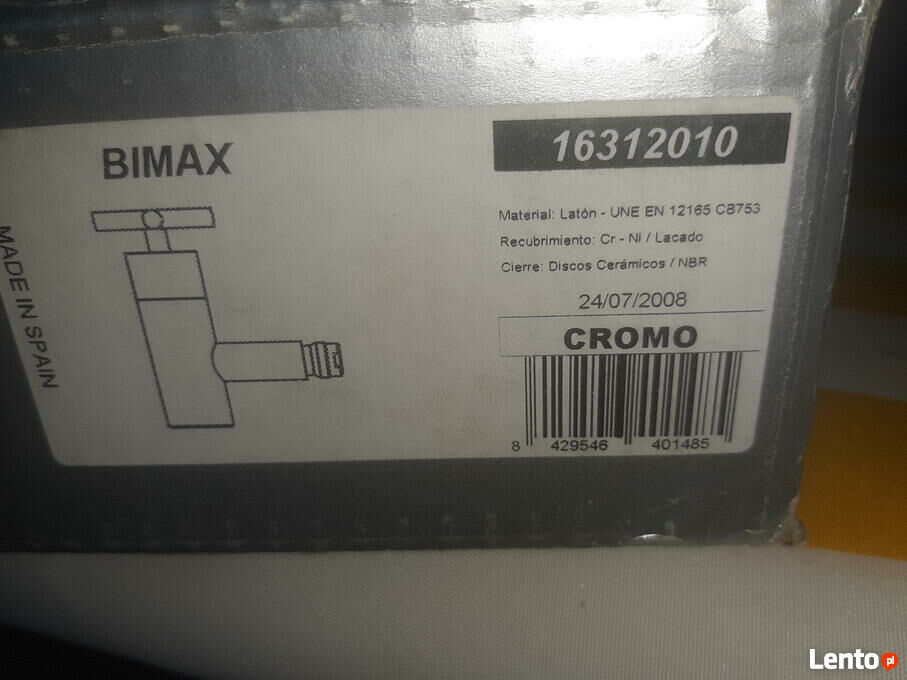 BIMAX
MADE IN SPAIN
16312010
Material: Latón - UNE EN 12165 CB753
Recubrimiento: Cr - Ni / Lacado
Cierre: Discos Cerámicos / NBR
24/07/2008
CROMO
8 429546 401485
Lento.pl